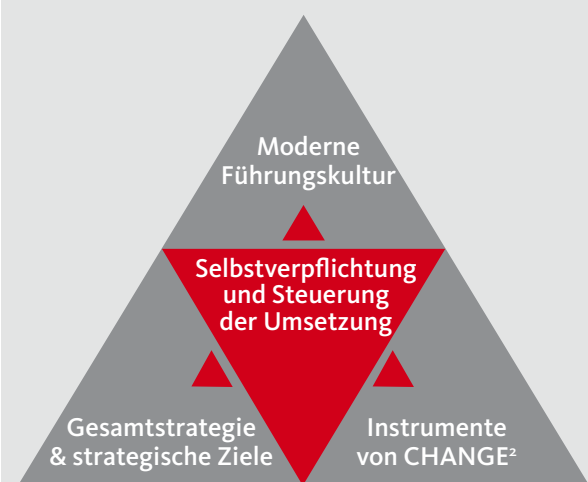 Moderne
Führungskultur
Selbstverpflichtung
und Steuerung
der Umsetzung
Gesamtstrategie
& strategische Ziele
Instrumente
von CHANGE²